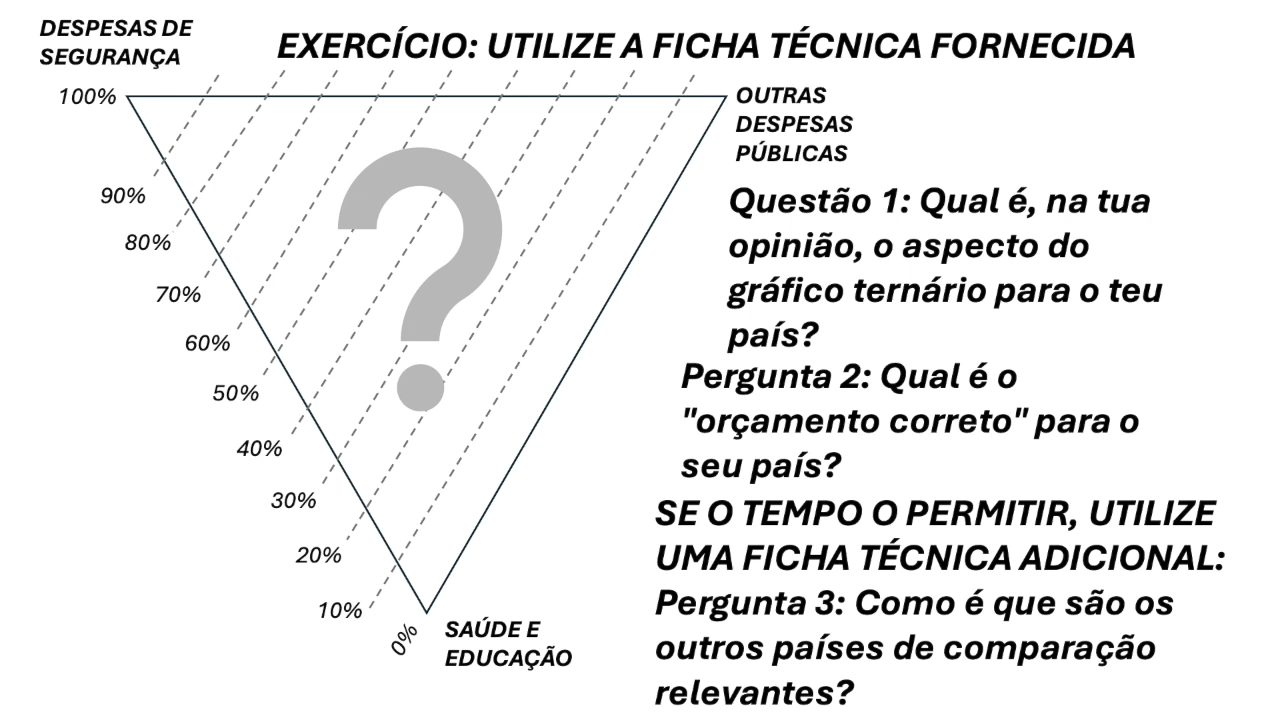 DESPESAS DE
SEGURANÇA
EXERCÍCIO: UTILIZE A FICHA TÉCNICA FORNECIDA
100%
90%
80%
70%
60%
50%
40%
30%
20%
10%
0%
SAÚDE E
EDUCAÇÃO
OUTRAS
DESPESAS
PÚBLICAS
Questão 1: Qual é, na tua
opinião, o aspecto do
gráfico ternário para o teu
país?
Pergunta 2: Qual é o
"orçamento correto" para o
seu país?
SE O TEMPO O PERMITIR, UTILIZE
UMA FICHA TÉCNICA ADICIONAL:
Pergunta 3: Como é que são os
outros países de comparação
relevantes?
?